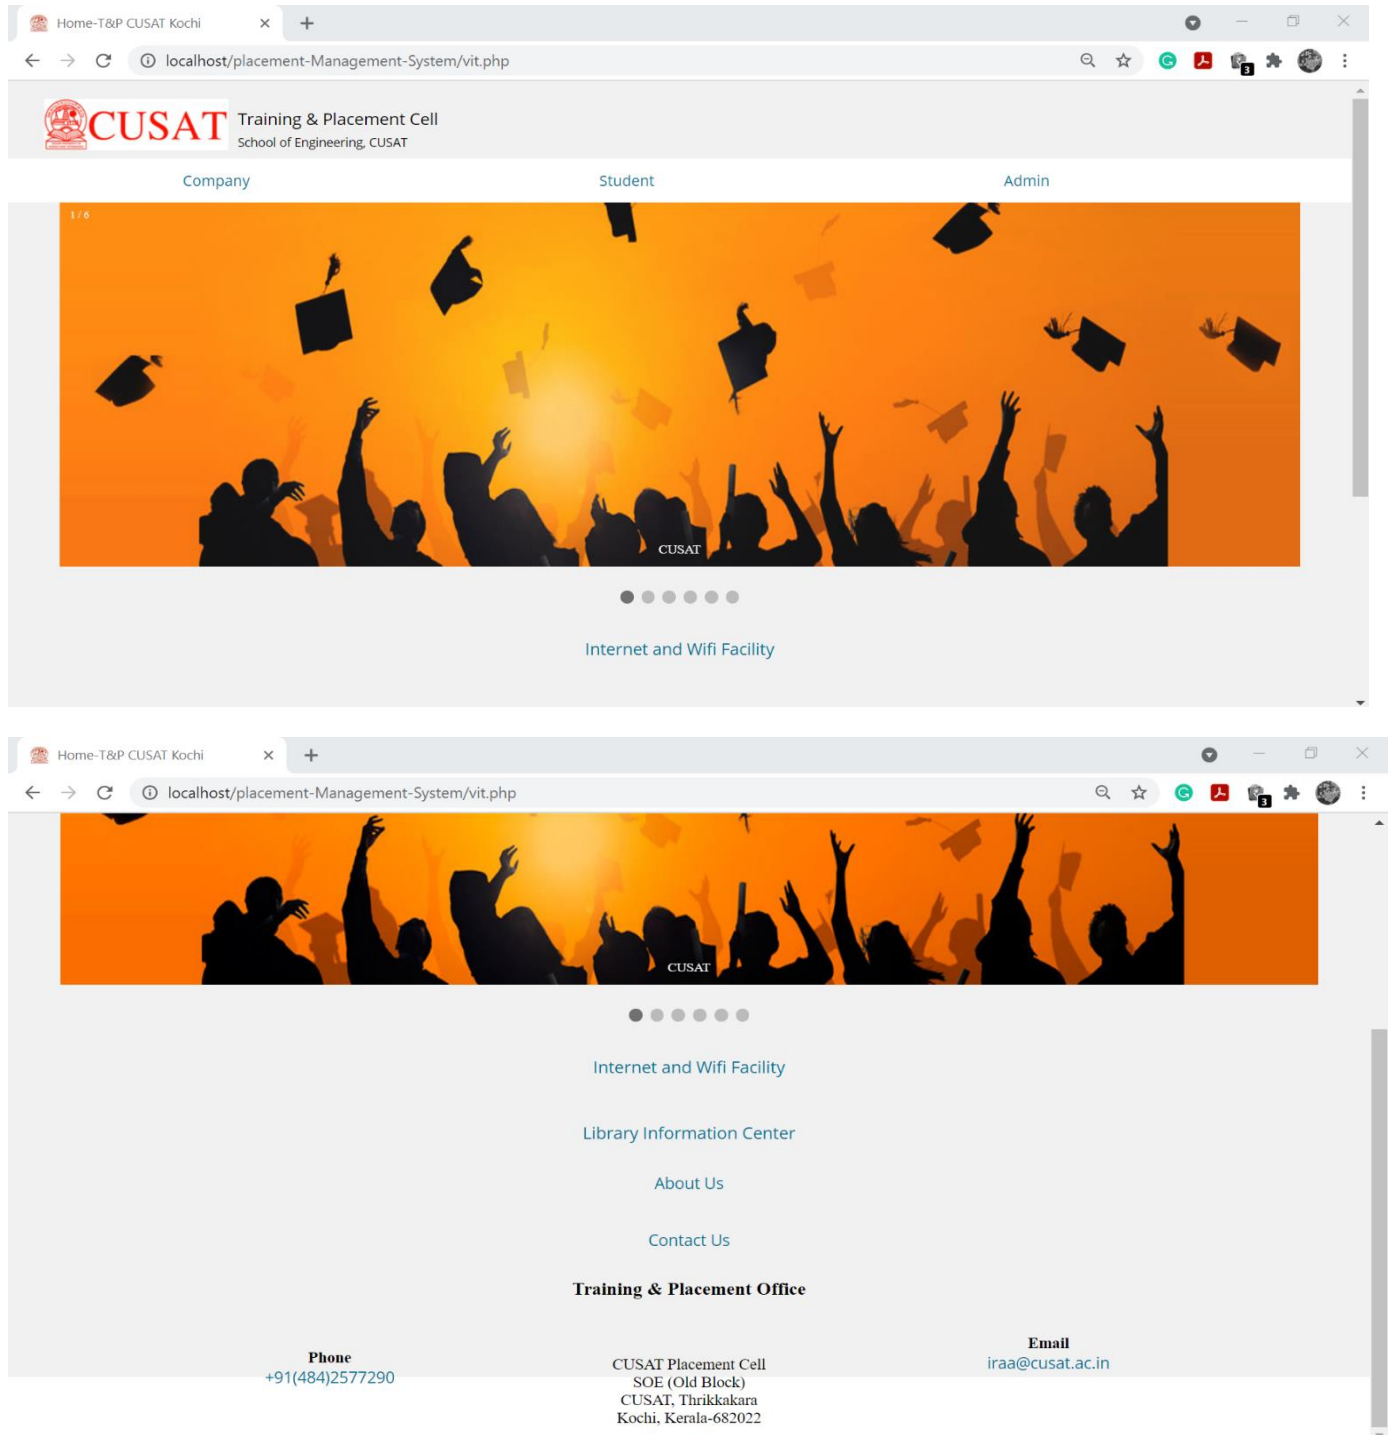 Home-T&P CUSAT Kochi
localhost/placement-Management-System/vit.php
3
CUSAT
Training & Placement Cell
School of Engineering, CUSAT
Company Student Admin
1 / 6
CUSAT
Internet and Wifi Facility
Home-T&P CUSAT Kochi
localhost/placement-Management-System/vit.php
3
CUSAT
Internet and Wifi Facility
Library Information Center
About Us
Contact Us
Training & Placement Office
Phone
+91(484)2577290
CUSAT Placement Cell
SOE (Old Block)
CUSAT, Thrikkakara
Kochi, Kerala-682022
Email
iraa@cusat.ac.in